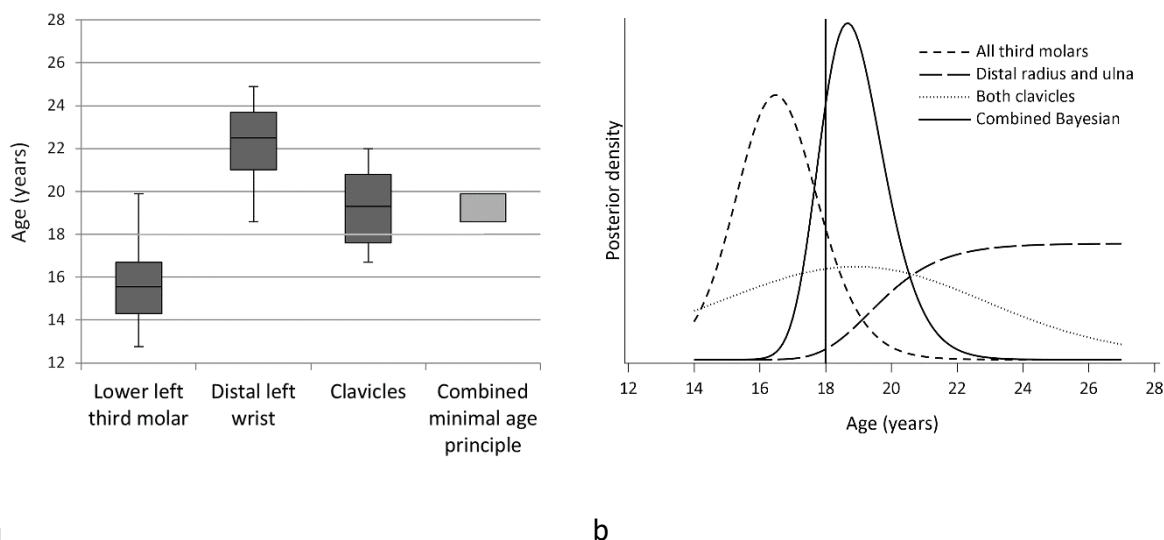 28
26
24
22
20
18
16
14
12
Age (years)
Lower left
third molar
Distal left
wrist
Clavicles
Combined
minimal age
principle
All third molars
Distal radius and ulna
Both clavicles
Combined Bayesian
Posterior density
12 14 16 18 20 22 24 26 28
Age (years)
b